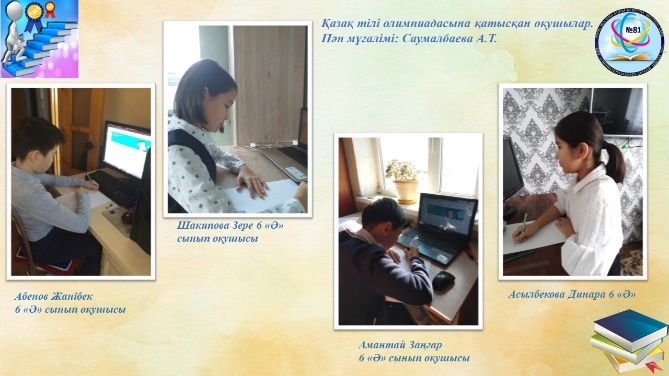 Қазақ тілі олимпиадасына қатысқан оқушылар.
Пән мұғалімі: Саумалбаева А.Т.
№81
Шакипова Зере 6 «Ә»
сынып оқушысы
Абенов Жанібек
6 «Ә» сынып оқушысы
Асылбекова Динара 6 «Ә»
Амантай Заңғар
6 «Ә» сынып оқушысы